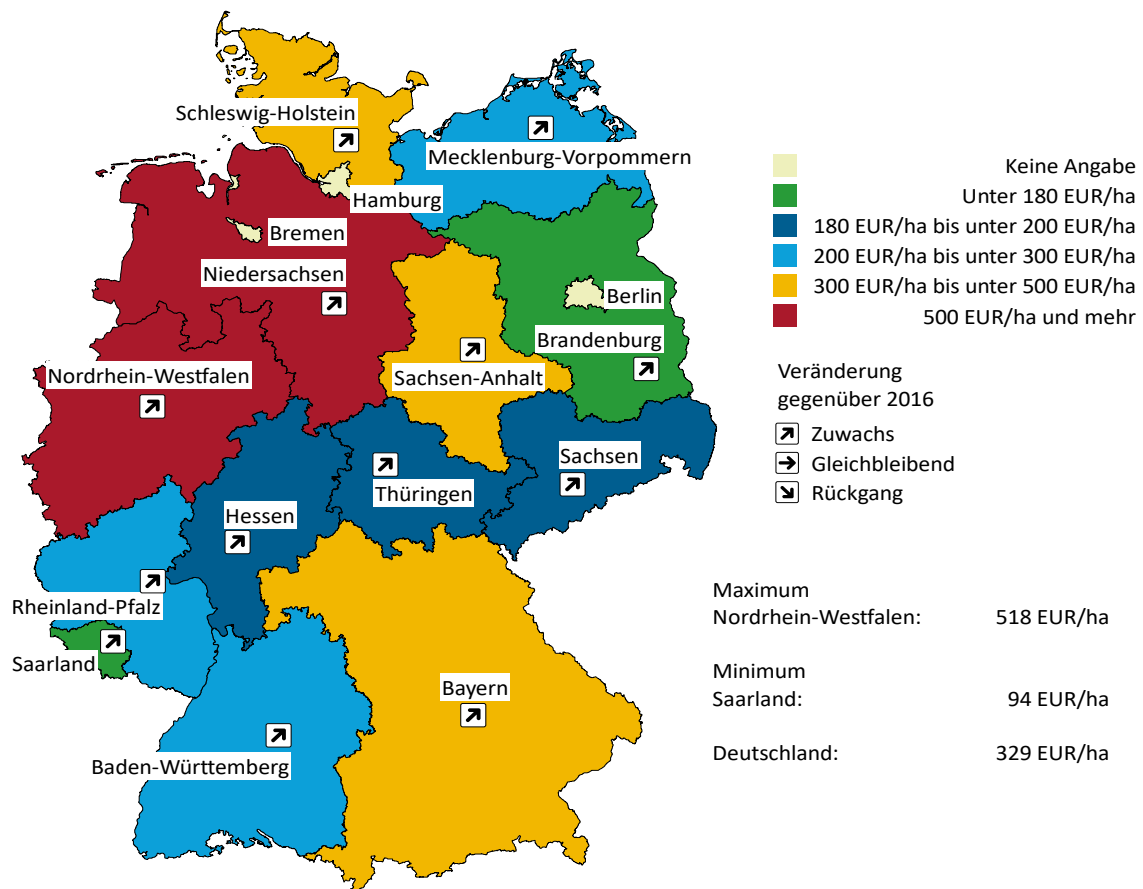 Schleswig-Holstein
Mecklenburg-Vorpommern
Hamburg
Bremen
Niedersachsen
Berlin
Brandenburg
Nordrhein-Westfalen
Sachsen-Anhalt
Sachsen
Thüringen
Hessen
Rheinland-Pfalz
Saarland
Bayern
Baden-Württemberg
Keine Angabe
Unter 180 EUR/ha
180 EUR/ha bis unter 200 EUR/ha
200 EUR/ha bis unter 300 EUR/ha
300 EUR/ha bis unter 500 EUR/ha
500 EUR/ha und mehr
Veränderung
gegenüber 2016
Zuwachs
Gleichbleibend
Rückgang
Maximum
Nordrhein-Westfalen: 518 EUR/ha
Minimum
Saarland: 94 EUR/ha
Deutschland: 329 EUR/ha